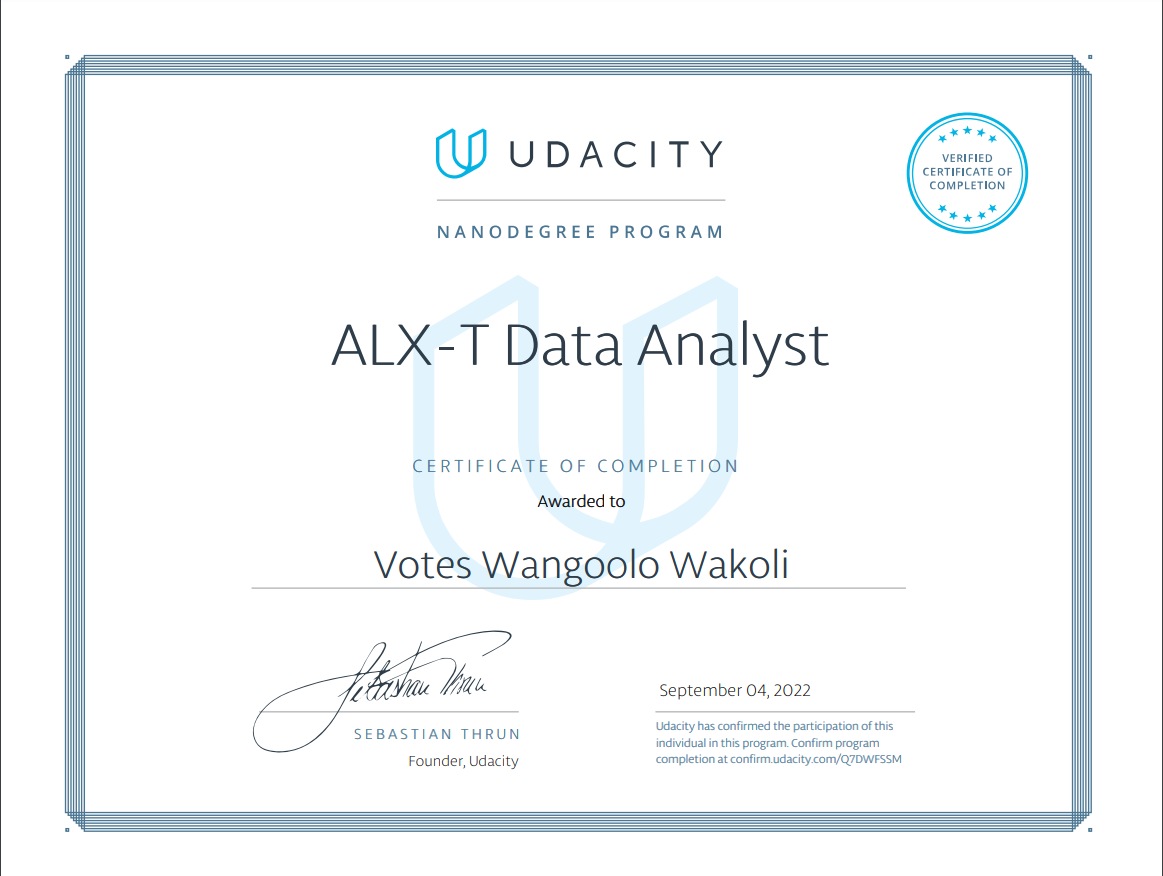 UDACITY
VERIFIED
CERTIFICATE OF
COMPLETION
NANODEGREE PROGRAM
ALX-T Data Analyst
CERTIFICATE OF COMPLETION
Awarded to
Votes Wangoolo Wakoli
Sebastian Thrun
SEBASTIAN THRUN
Founder, Udacity
September 04, 2022
Udacity has confirmed the participation of this
individual in this program. Confirm program
completion at confirm.udacity.com/Q7DWFSSM